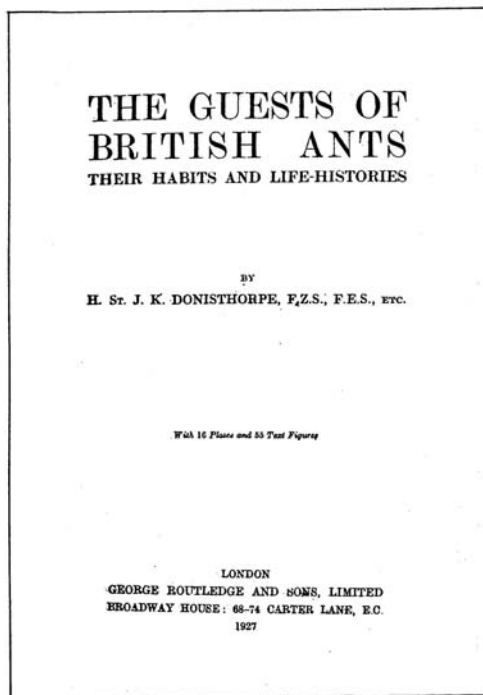 THE GUESTS OF
BRITISH ANTS
THEIR HABITS AND LIFE-HISTORIES
BY
H. St. J. K. DONISTHORPE, F.Z.S., F.E.S., ETC.
With 16 Plates and 55 Text Figures
LONDON
GEORGE ROUTLEDGE AND SONS, LIMITED
BROADWAY HOUSE: 68–74 CARTER LANE, E.C.
1927